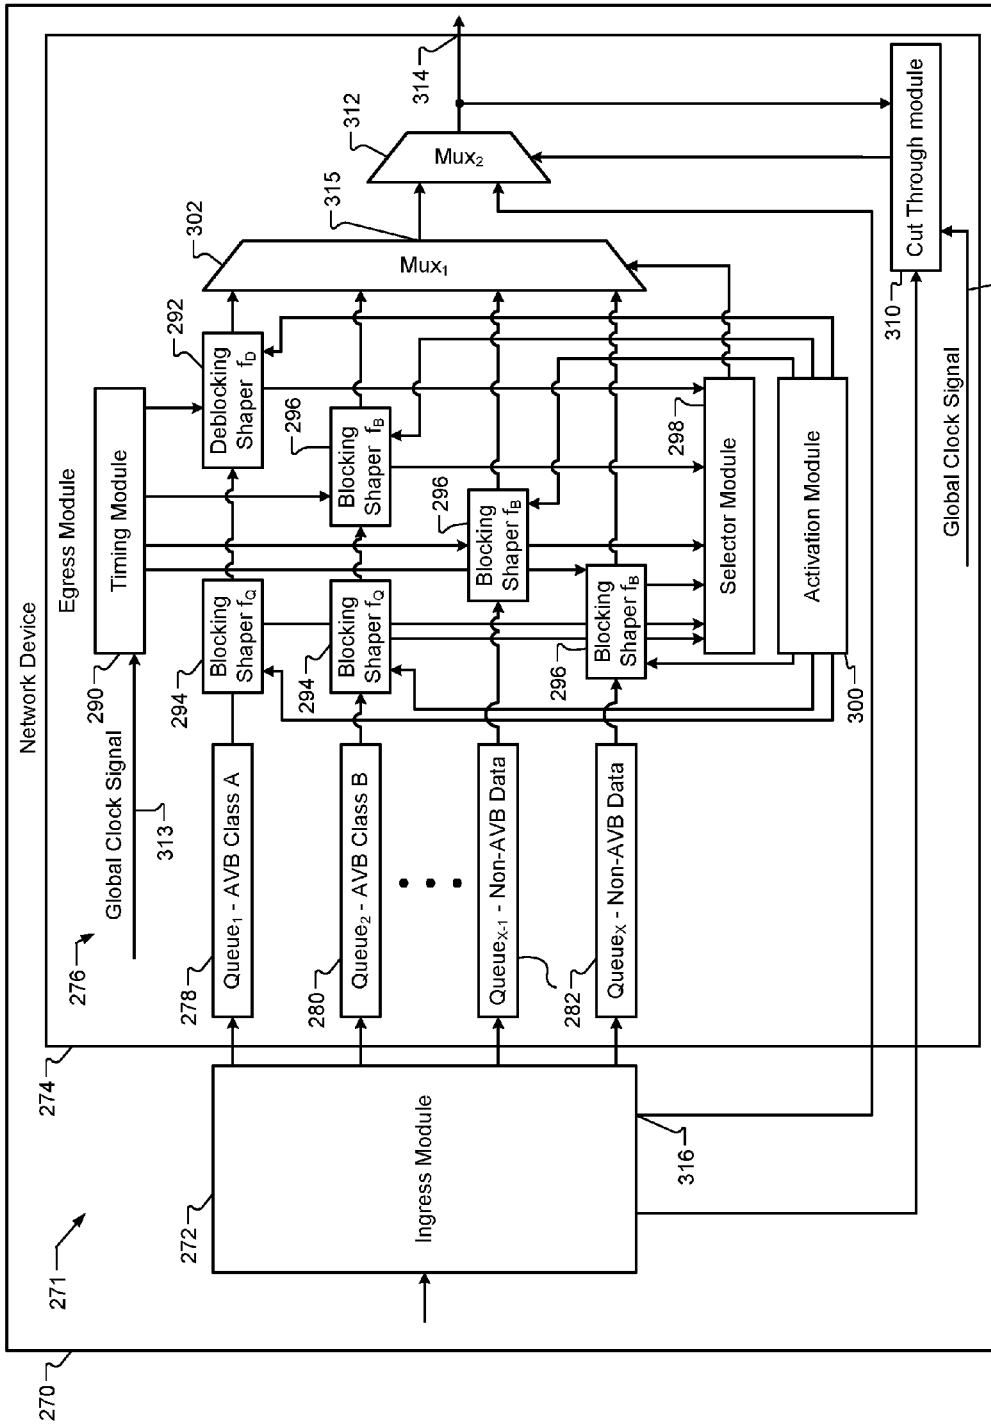 270
271
Network Device
274
Egress Module
276
Global Clock Signal
313
290
Timing Module
272
Ingress Module
316
278
Queue1 - AVB Class A
280
Queue2 - AVB Class B
QueueX-1 - Non-AVB Data
282
QueueX - Non-AVB Data
294
Blocking
Shaper fQ
294
Blocking
Shaper fQ
292
Deblocking
Shaper fD
296
Blocking
Shaper fB
296
Blocking
Shaper fB
296
Blocking
Shaper fB
298
Selector Module
300
Activation Module
302
Mux1
315
312
Mux2
314
310
Cut Through module
Global Clock Signal